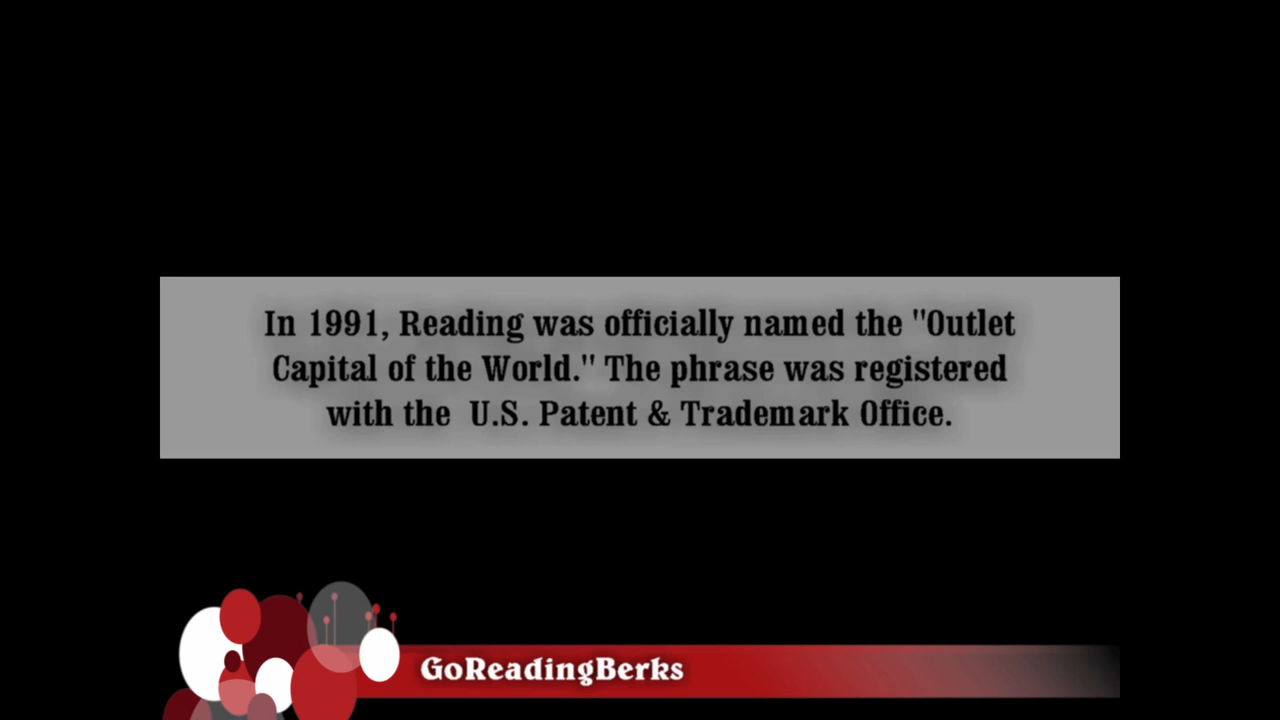 In 1991, Reading was officially named the "Outlet
Capital of the World." The phrase was registered
with the  U.S. Patent & Trademark Office.
GoReadingBerks